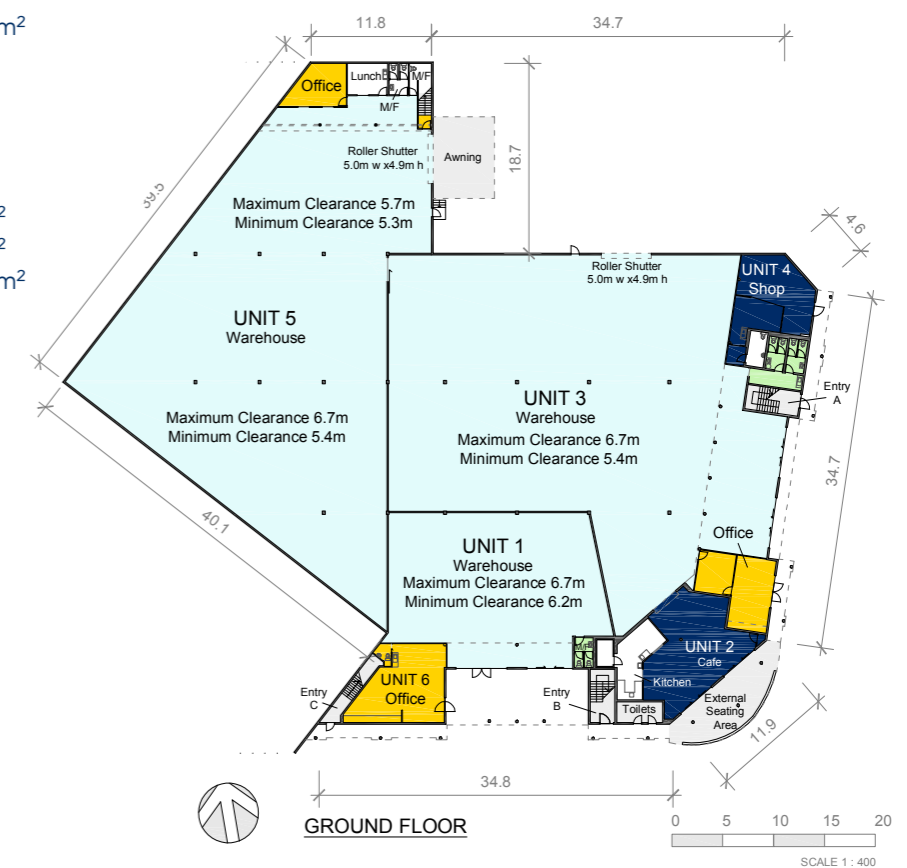 m²
11.8
34.7
Office
Lunch
M/F
M/F
Roller Shutter
5.0m w x4.9m h
Awning
18.7
39.5
m²
4.6
Maximum Clearance 5.7m
Minimum Clearance 5.3m
Roller Shutter
5.0m w x4.9m h
UNIT 4
Shop
UNIT 5
Warehouse
Entry
A
UNIT 3
Warehouse
Maximum Clearance 6.7m
Minimum Clearance 5.4m
Maximum Clearance 6.7m
Minimum Clearance 5.4m
34.7
40.1
Office
UNIT 1
Warehouse
Maximum Clearance 6.7m
Minimum Clearance 6.2m
M/F
UNIT 2
Cafe
Kitchen
UNIT 6
Office
Entry
C
Entry
B
Toilets
External
Seating
Area
11.9
34.8
GROUND FLOOR
0 5 10 15 20
SCALE 1 : 400